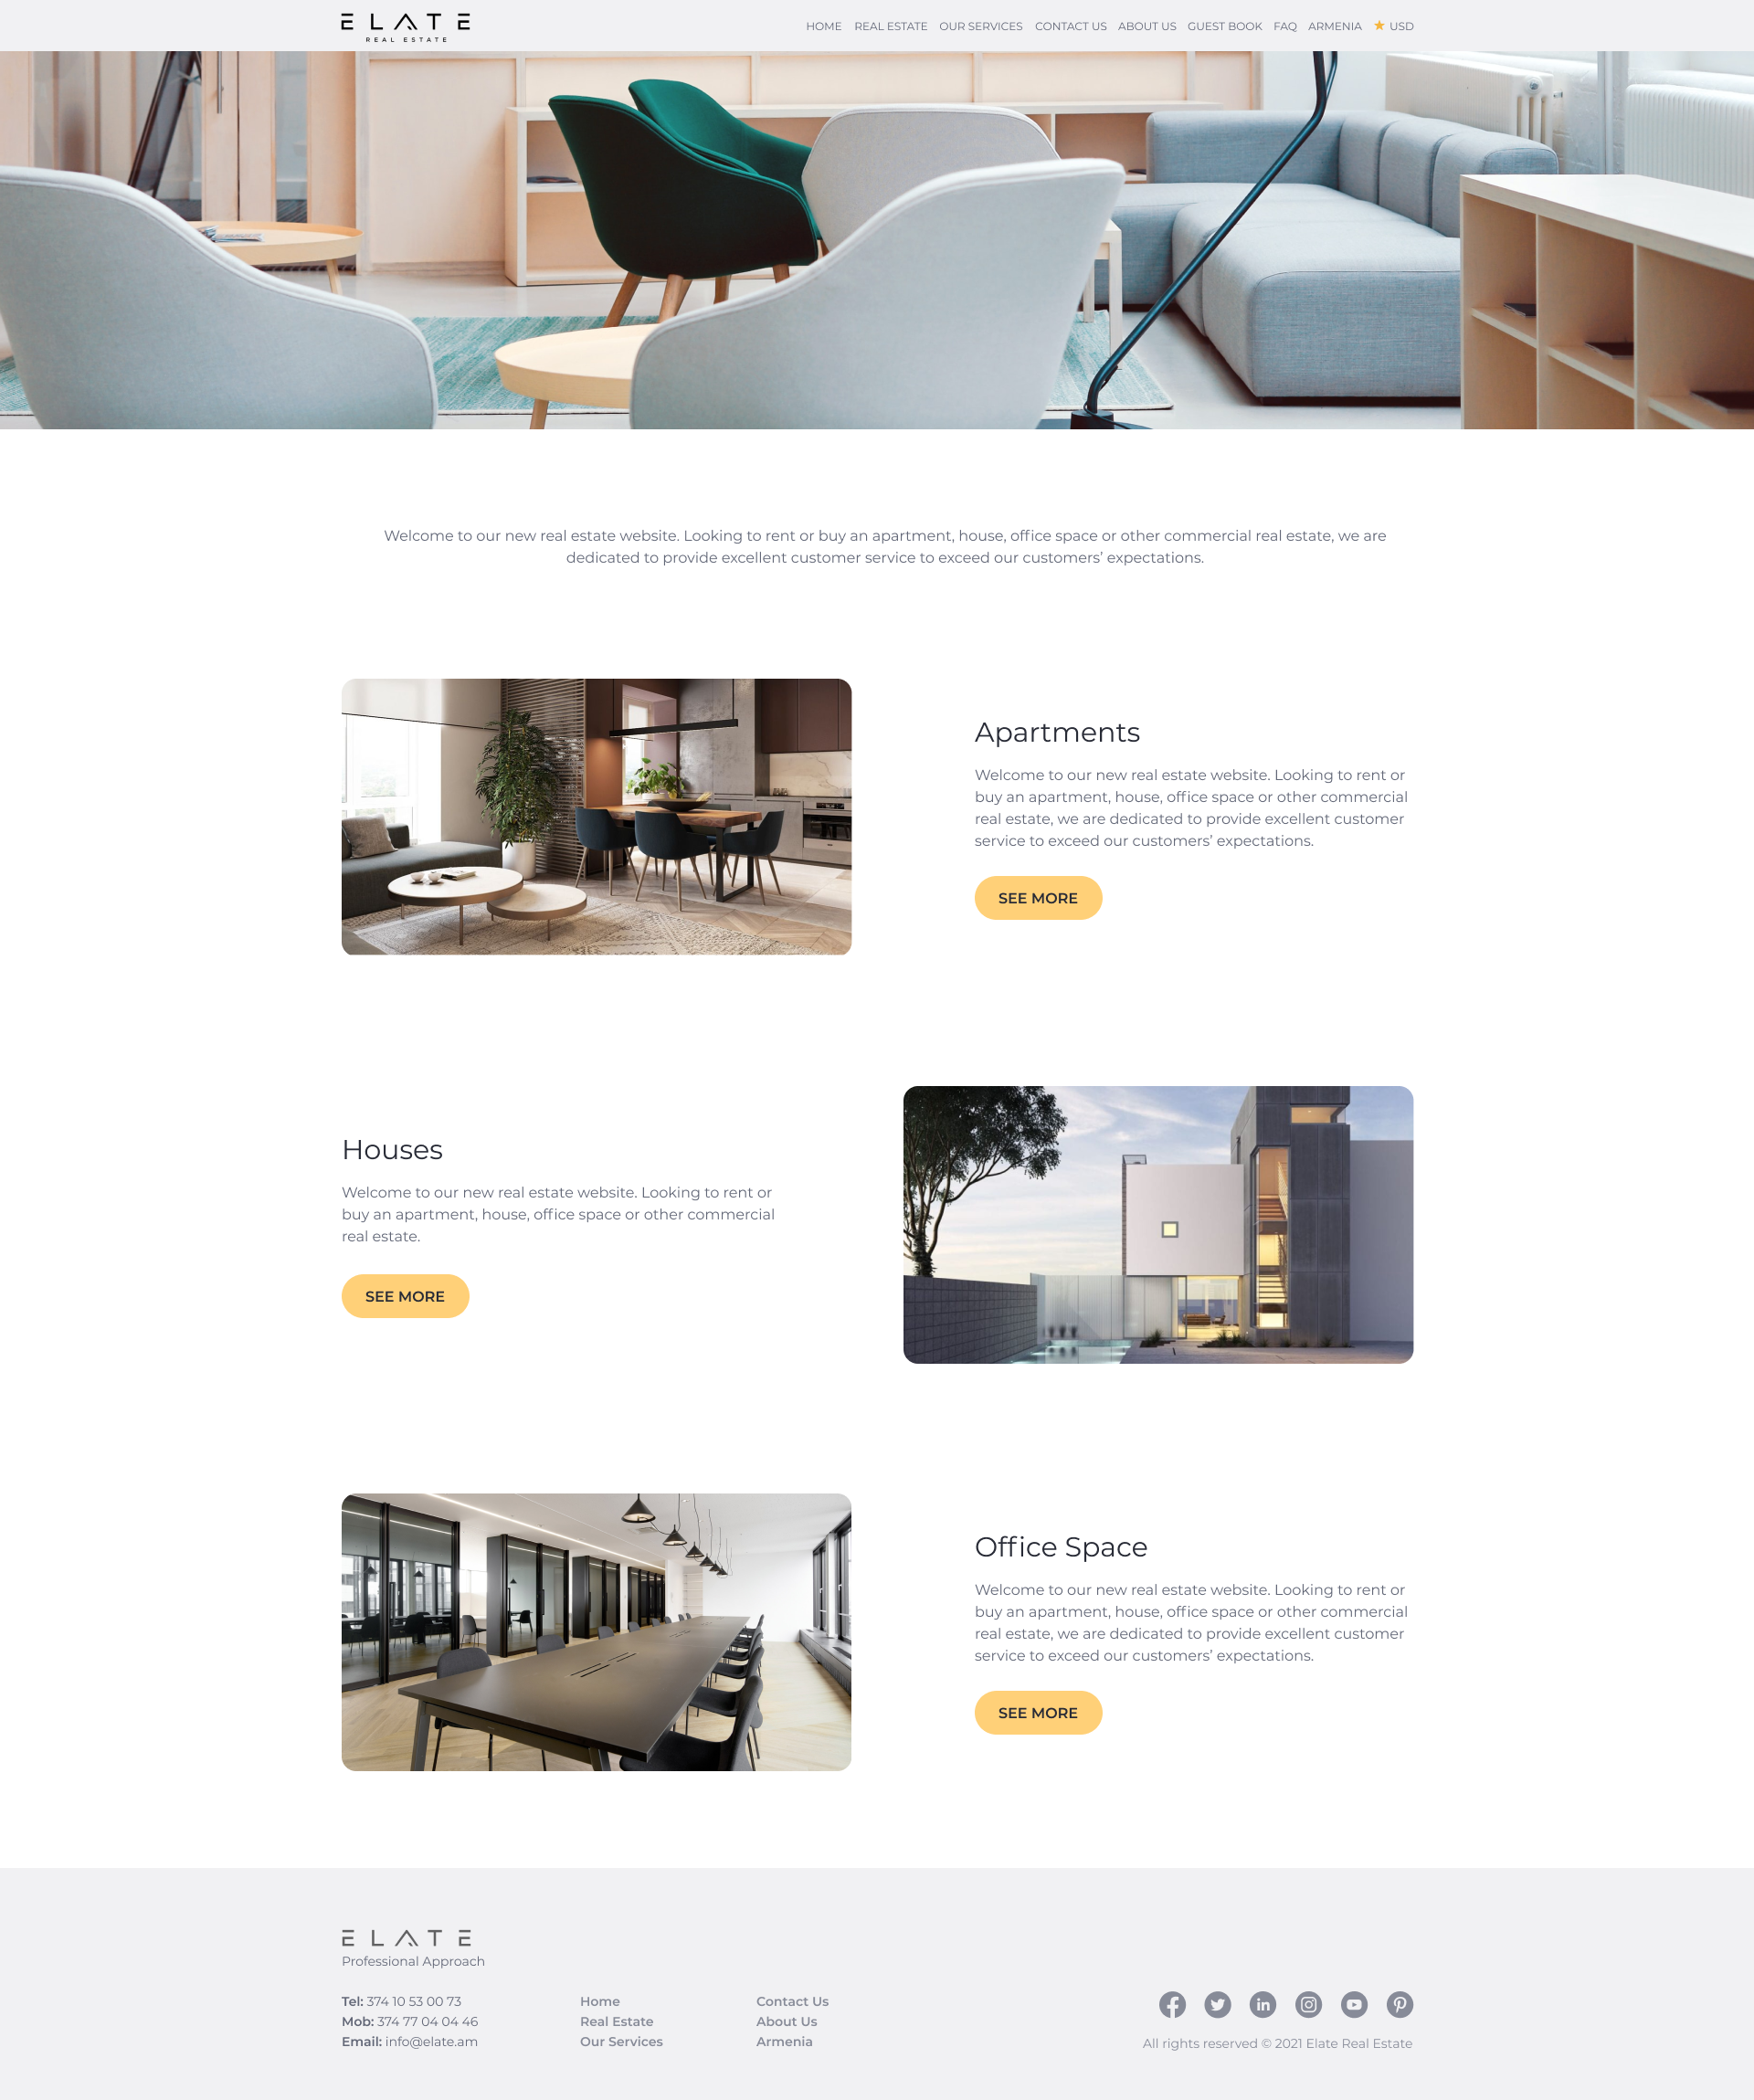 ELATE
REAL ESTATE
HOME REAL ESTATE OUR SERVICES CONTACT US ABOUT US GUEST BOOK FAQ ARMENIA USD
Welcome to our new real estate website. Looking to rent or buy an apartment, house, office space or other commercial real estate, we are
dedicated to provide excellent customer service to exceed our customers’ expectations.
Apartments
Welcome to our new real estate website. Looking to rent or
buy an apartment, house, office space or other commercial
real estate, we are dedicated to provide excellent customer
service to exceed our customers’ expectations.
SEE MORE
Houses
Welcome to our new real estate website. Looking to rent or
buy an apartment, house, office space or other commercial
real estate.
SEE MORE
Office Space
Welcome to our new real estate website. Looking to rent or
buy an apartment, house, office space or other commercial
real estate, we are dedicated to provide excellent customer
service to exceed our customers’ expectations.
SEE MORE
ELATE
Professional Approach
Tel: 374 10 53 00 73
Mob: 374 77 04 04 46
Email: info@elate.am
Home
Real Estate
Our Services
Contact Us
About Us
Armenia
All rights reserved © 2021 Elate Real Estate